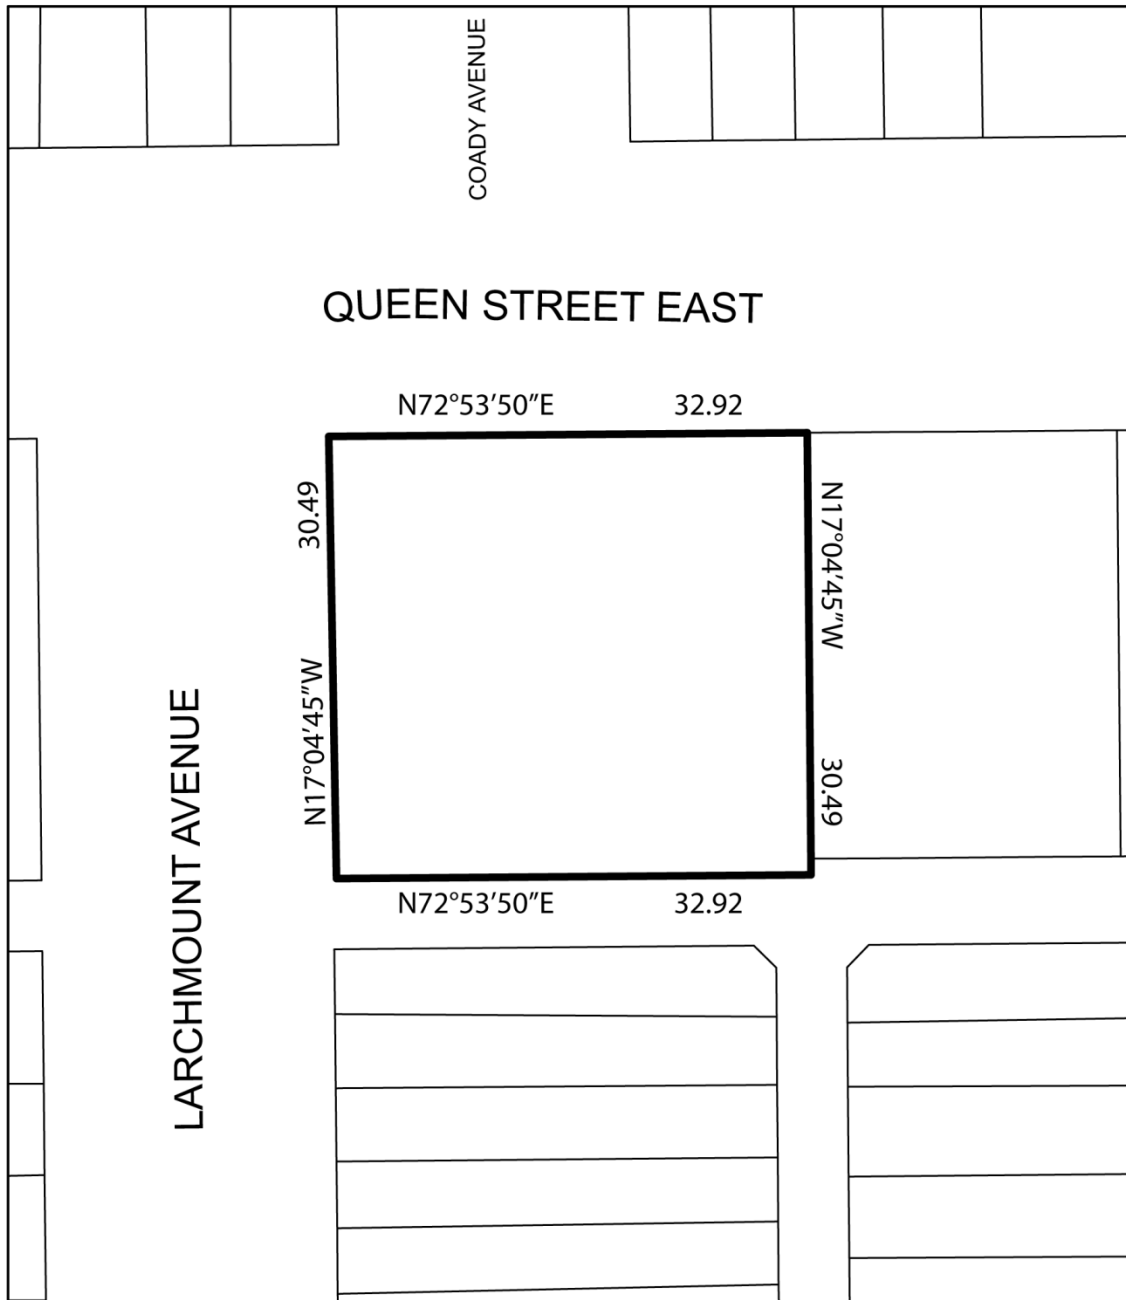 COADY AVENUE
QUEEN STREET EAST
N72°53'50"E 32.92
30.49
N17°04'45"W
N17°04'45"W
30.49
LARCHMOUNT AVENUE
N72°53'50"E 32.92